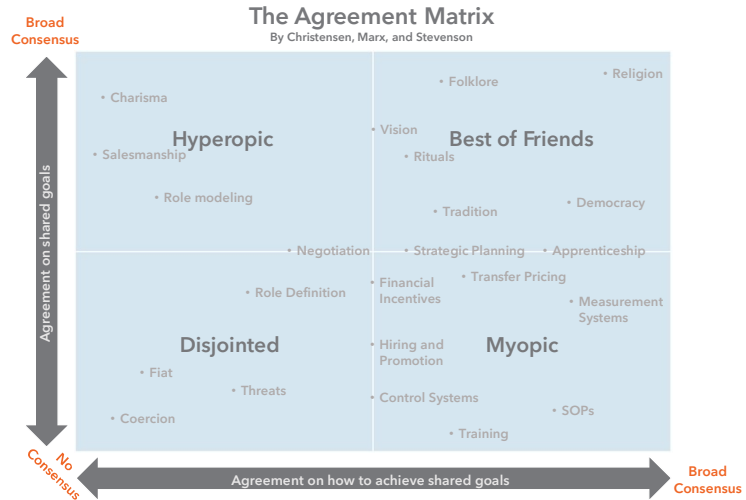 The Agreement Matrix
By Christensen, Marx, and Stevenson
Broad
Consensus
Agreement on shared goals
• Charisma
Hyperopic
• Salesmanship
• Role modeling
• Negotiation
• Folklore
• Religion
• Vision
Best of Friends
• Rituals
• Tradition
• Democracy
• Strategic Planning
• Apprenticeship
• Role Definition
Disjointed
• Fiat
• Threats
• Coercion
• Transfer Pricing
• Financial
Incentives
• Measurement
Systems
• Hiring and
Promotion
Myopic
• Control Systems
• SOPs
• Training
No
Consensus
Agreement on how to achieve shared goals
Broad
Consensus